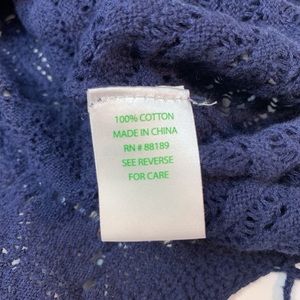 100% COTTON
MADE IN CHINA
RN # 88189
SEE REVERSE
FOR CARE